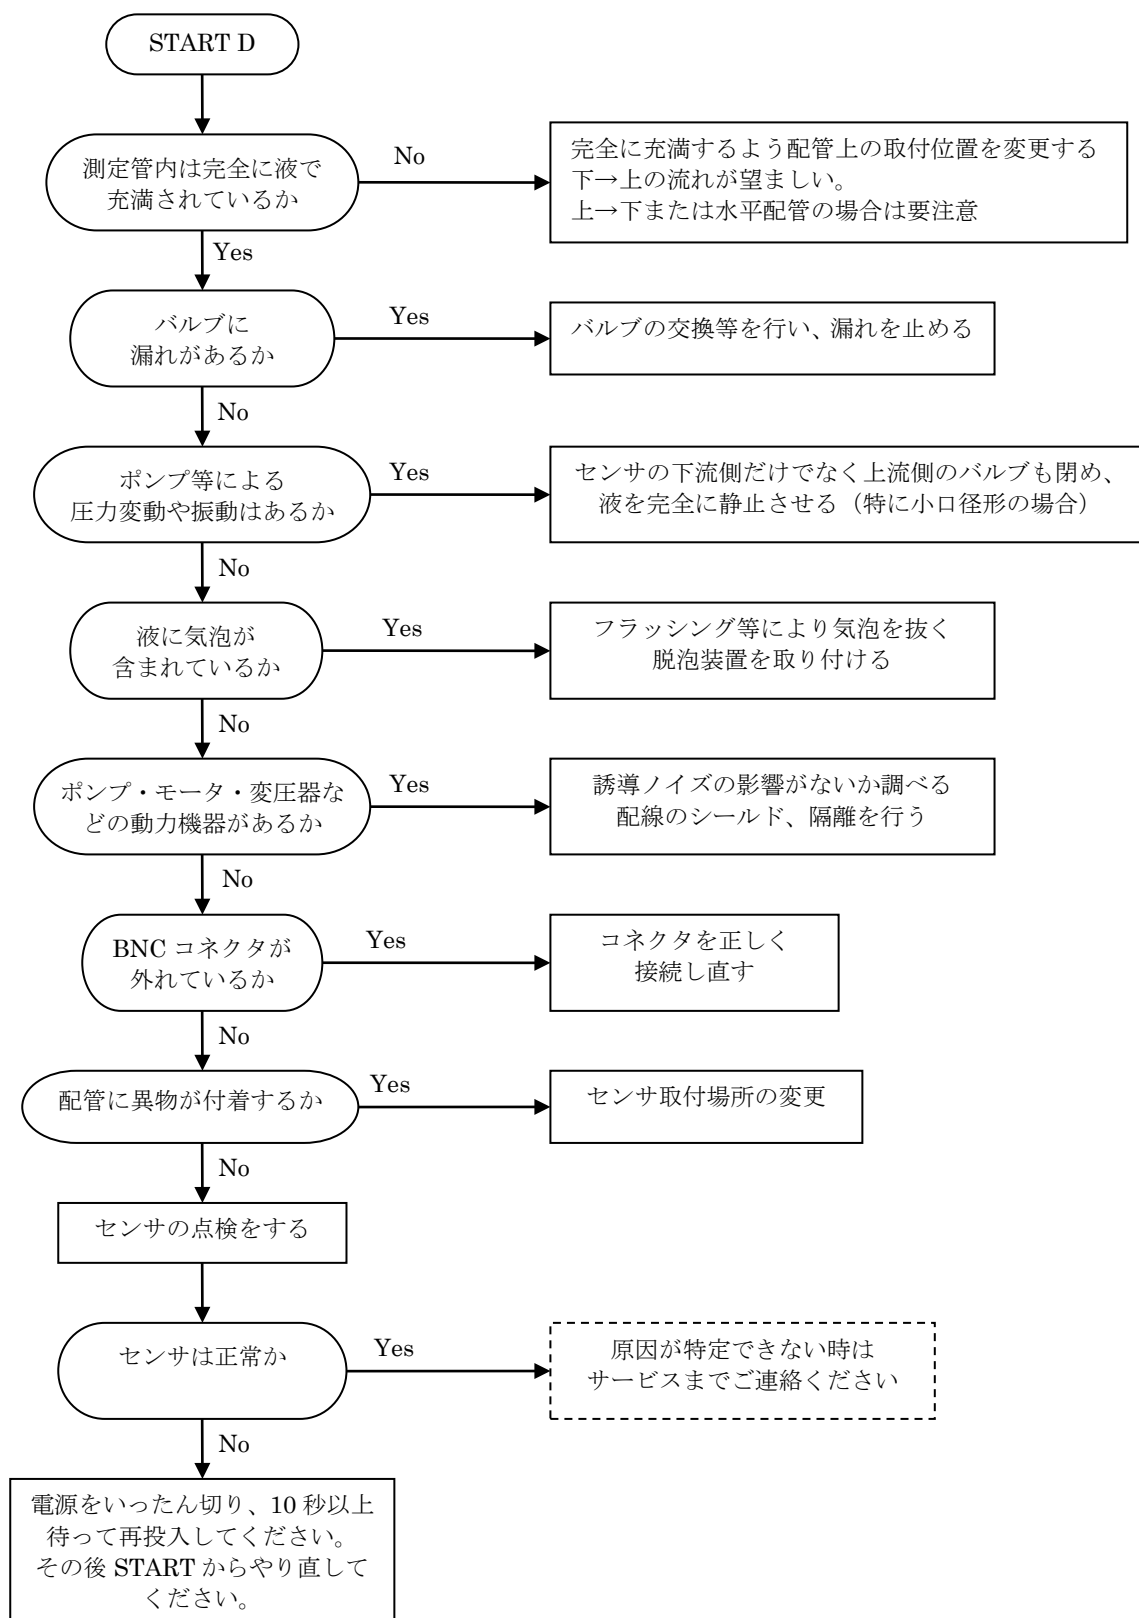 START D
測定管内は完全に液で
充満されているか
No
完全に充満するよう配管上の取付位置を変更する
下→上の流れが望ましい。
上→下または水平配管の場合は要注意
Yes
バルブに
漏れがあるか
Yes
バルブの交換等を行い、漏れを止める
No
ポンプ等による
圧力変動や振動はあるか
Yes
センサの下流側だけでなく上流側のバルブも閉め、
液を完全に静止させる（特に小口径形の場合）
No
液に気泡が
含まれているか
Yes
フラッシング等により気泡を抜く
脱泡装置を取り付ける
No
ポンプ・モータ・変圧器な
どの動力機器があるか
Yes
誘導ノイズの影響がないか調べる
配線のシールド、隔離を行う
No
BNC コネクタが
外れているか
Yes
コネクタを正しく
接続し直す
No
配管に異物が付着するか
Yes
センサ取付場所の変更
No
センサの点検をする
センサは正常か
Yes
原因が特定できない時は
サービスまでご連絡ください
No
電源をいったん切り、10 秒以上
待って再投入してください。
その後 START からやり直して
ください。